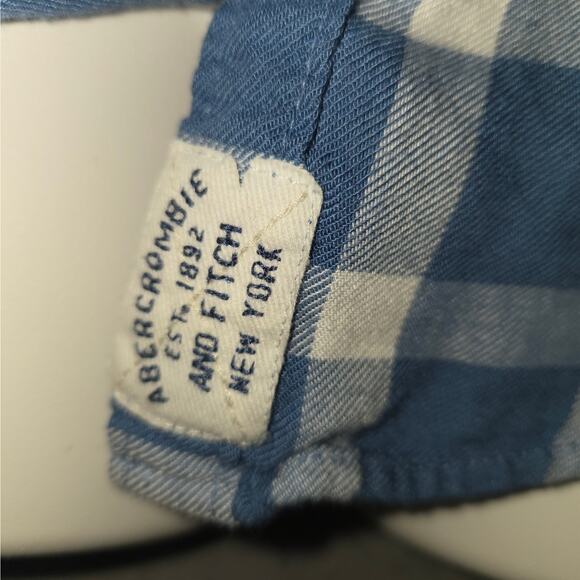 ABERCROMBIE
EST. 1892
AND FITCH
NEW YORK